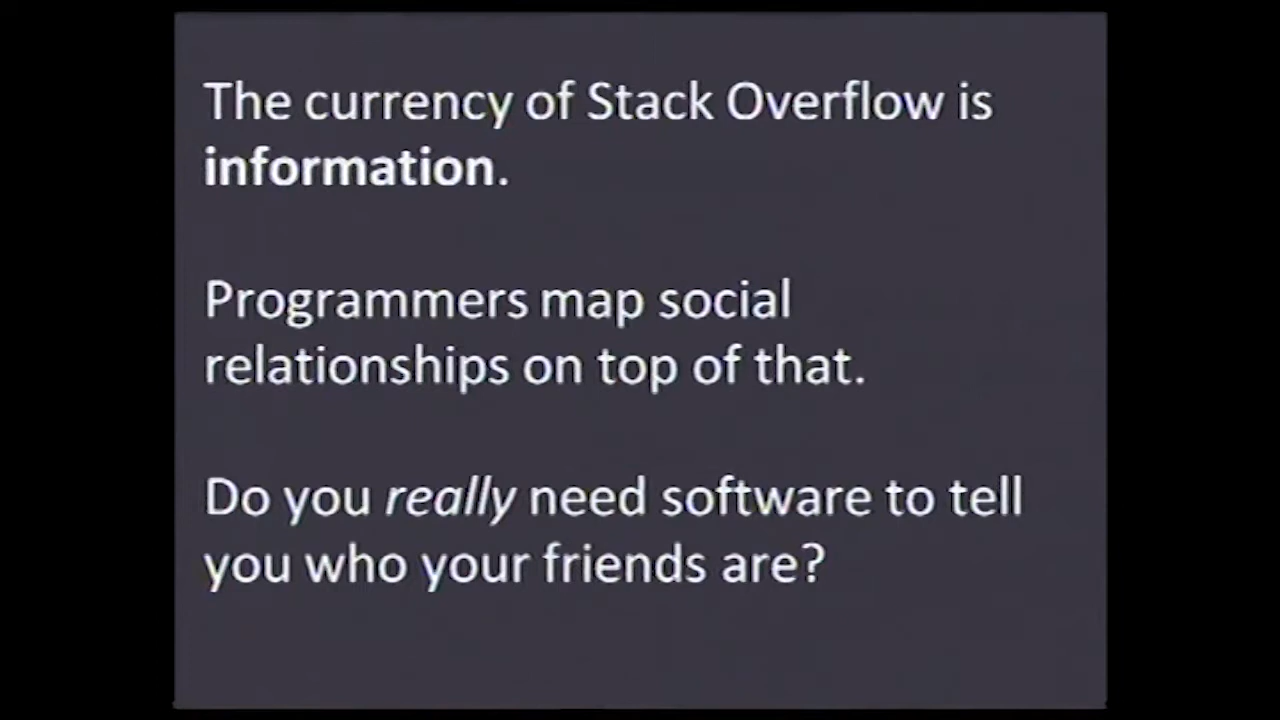 The currency of Stack Overflow is
information.
Programmers map social
relationships on top of that.
Do you really need software to tell
you who your friends are?